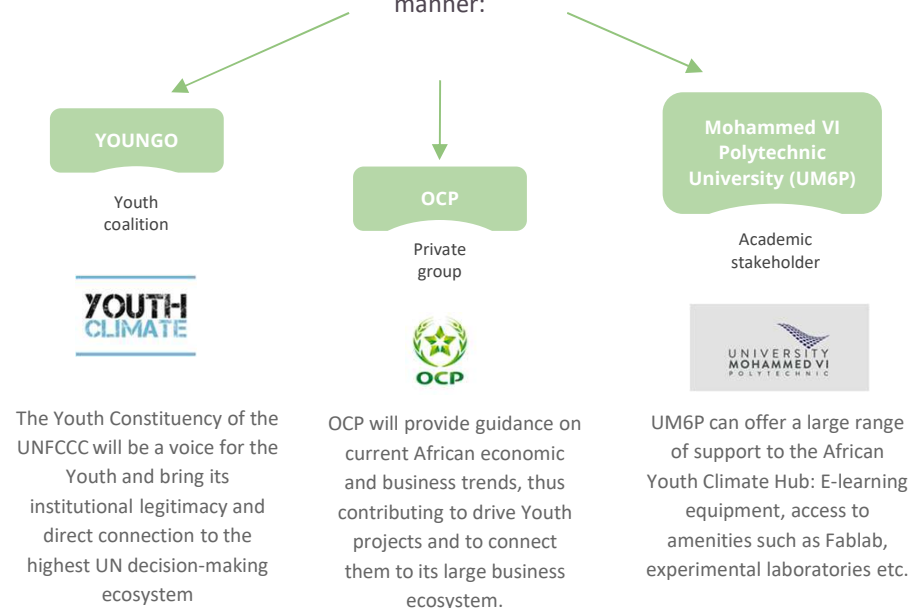 manner:
YOUNGO
Youth
coalition
YOUTH
CLIMATE
The Youth Constituency of the
UNFCCC will be a voice for the
Youth and bring its
institutional legitimacy and
direct connection to the
highest UN decision-making
ecosystem
OCP
Private
group
OCP
OCP will provide guidance on
current African economic
and business trends, thus
contributing to drive Youth
projects and to connect
them to its large business
ecosystem.
Mohammed VI
Polytechnic
University (UM6P)
Academic
stakeholder
UNIVERSITY
MOHAMMED VI
POLYTECHNIC
UM6P can offer a large range
of support to the African
Youth Climate Hub: E-learning
equipment, access to
amenities such as Fablab,
experimental laboratories etc.